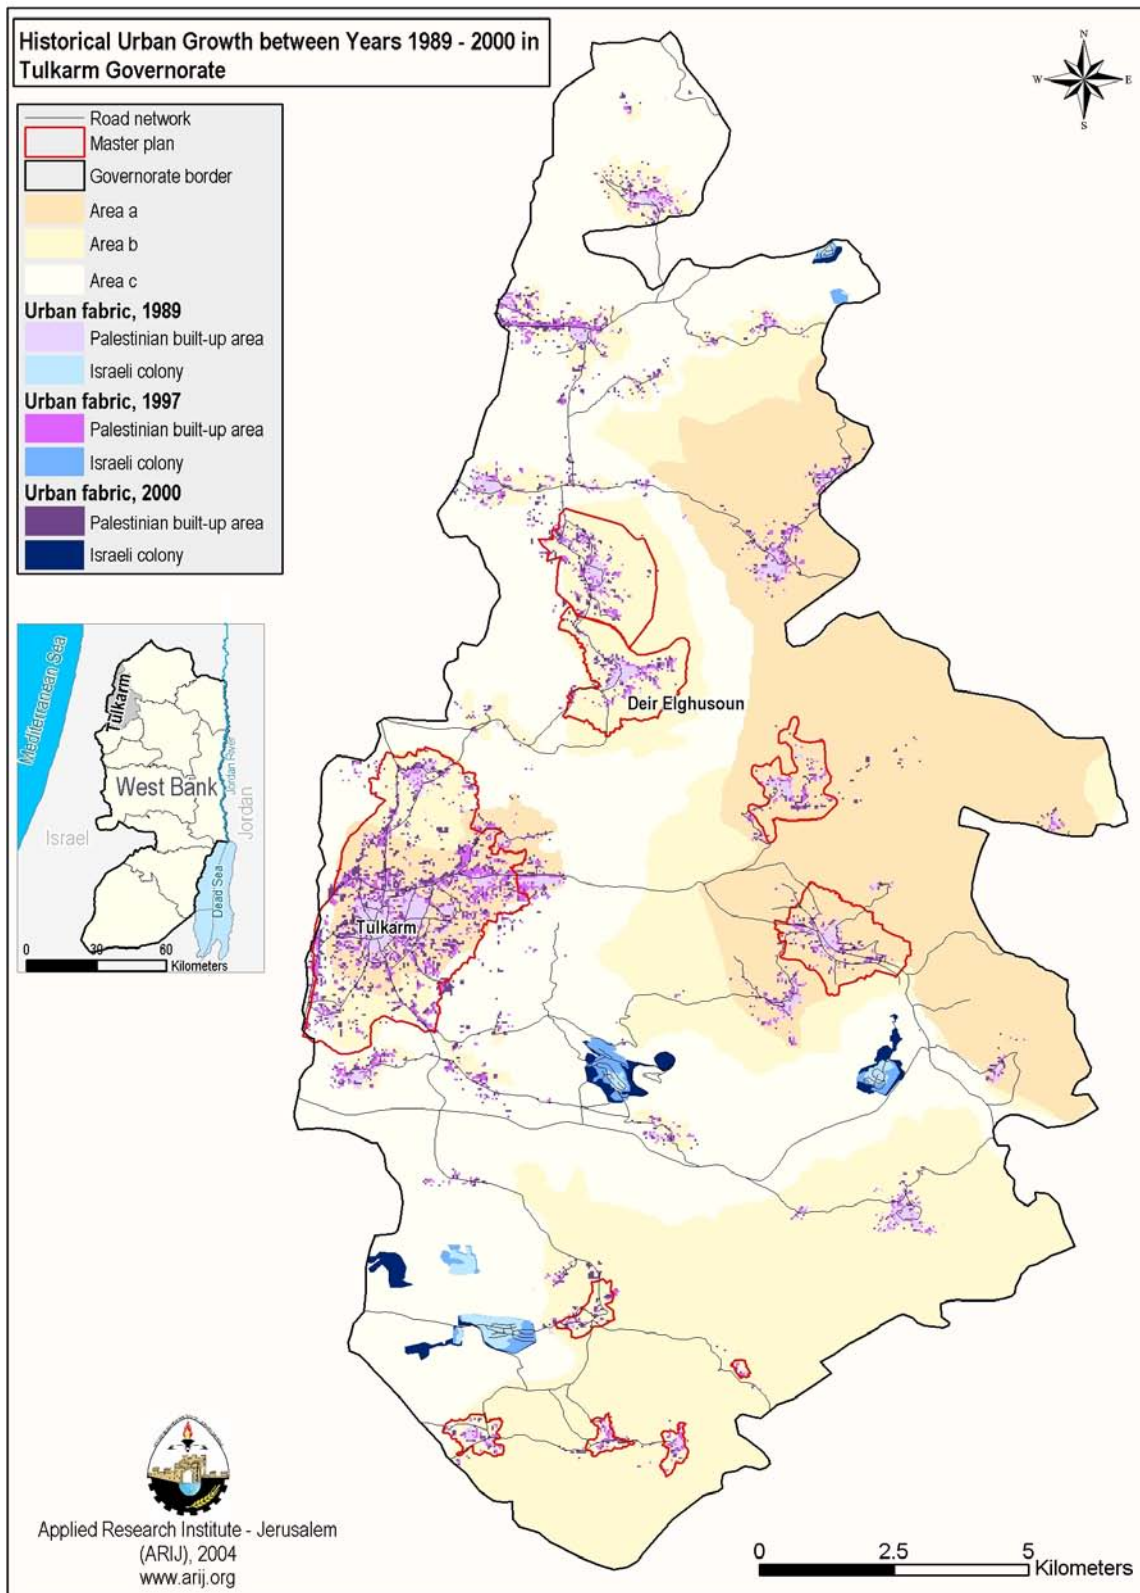 Historical Urban Growth between Years 1989 - 2000 in
Tulkarm Governorate
N
W
E
S
Road network
Master plan
Governorate border
Area a
Area b
Area c
Urban fabric, 1989
Palestinian built-up area
Israeli colony
Urban fabric, 1997
Palestinian built-up area
Israeli colony
Urban fabric, 2000
Palestinian built-up area
Israeli colony
Deir Elghusoun
Tulkarm
Mediterranean Sea
Tulkarm
West Bank
Jordan River
Jordan
Israel
Dead Sea
0 30 60
Kilometers
Applied Research Institute - Jerusalem
(ARIJ), 2004
www.arij.org
0 2.5 5
Kilometers